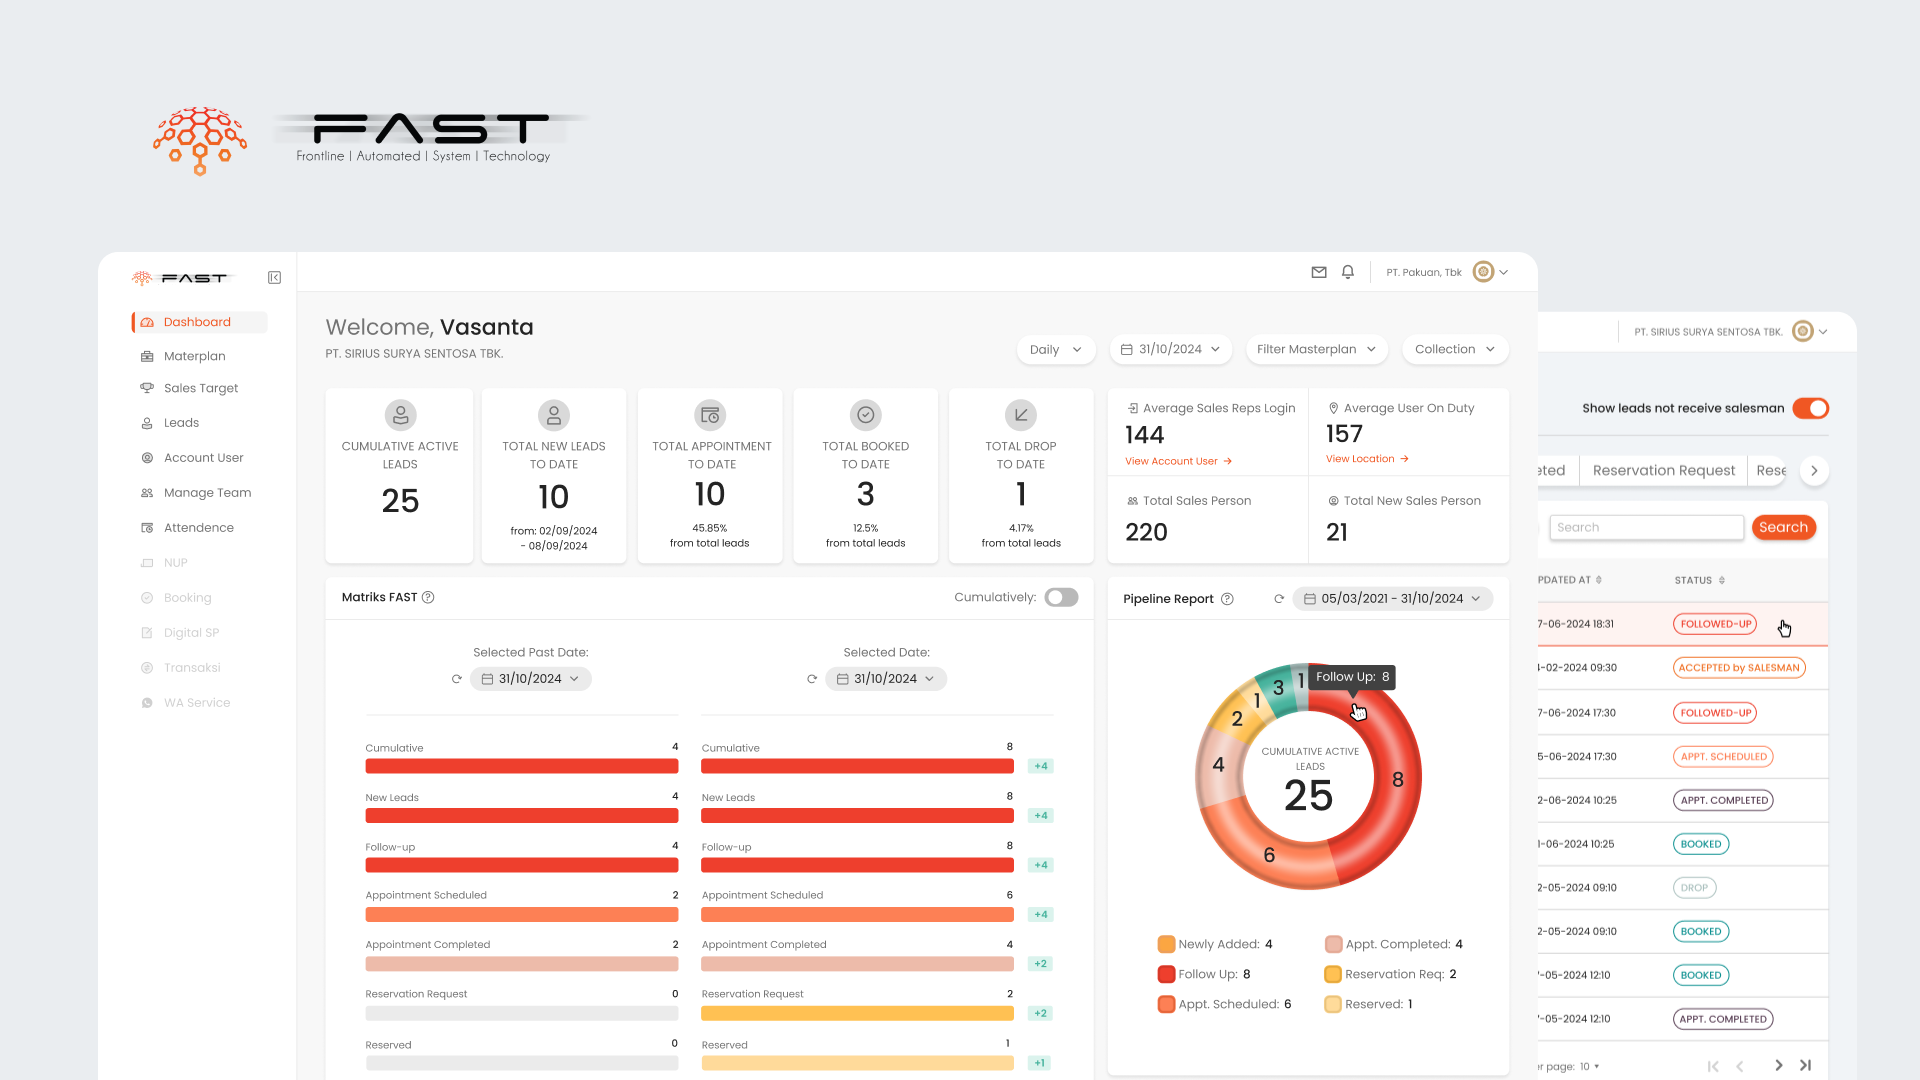 FAST
Frontline | Automated | System | Technology
FAST
Dashboard
Materplan
Sales Target
Leads
Account User
Manage Team
Attendence
NUP
Booking
Digital SP
Transaksi
WA Service
PT. Pakuan, Tbk
Welcome, Vasanta
PT. SIRIUS SURYA SENTOSA TBK.
Daily
31/10/2024
Filter Masterplan
Collection
CUMULATIVE ACTIVE
LEADS
25
TOTAL NEW LEADS
TO DATE
10
from: 02/09/2024
- 08/09/2024
TOTAL APPOINTMENT
TO DATE
10
45.85%
from total leads
TOTAL BOOKED
TO DATE
3
12.5%
from total leads
TOTAL DROP
TO DATE
1
4.17%
from total leads
Average Sales Reps Login
144
View Account User →
Average User On Duty
157
View Location →
Total Sales Person
220
Total New Sales Person
21
Matriks FAST ?
Cumulatively:
Selected Past Date:
31/10/2024
Cumulative 4
New Leads 4
Follow-up 4
Appointment Scheduled 2
Appointment Completed 2
Reservation Request 0
Reserved 0
Selected Date:
31/10/2024
Cumulative 8
+4
New Leads 8
+4
Follow-up 8
+4
Appointment Scheduled 6
+4
Appointment Completed 4
+2
Reservation Request 2
+2
Reserved 1
+1
Pipeline Report ?
05/03/2021 - 31/10/2024
Follow Up: 8
1
3
1
2
4
6
8
CUMULATIVE ACTIVE
LEADS
25
Newly Added: 4
Follow Up: 8
Appt. Scheduled: 6
Appt. Completed: 4
Reservation Req: 2
Reserved: 1
PT. SIRIUS SURYA SENTOSA TBK.
Show leads not receive salesman
eted
Reservation Request
Rese
Search
Search
PDATED AT
STATUS
7-06-2024 18:31 FOLLOWED-UP
-02-2024 09:30 ACCEPTED by SALESMAN
7-06-2024 17:30 FOLLOWED-UP
5-06-2024 17:30 APPT. SCHEDULED
2-06-2024 10:25 APPT. COMPLETED
-06-2024 10:25 BOOKED
2-05-2024 09:10 DROP
2-05-2024 09:10 BOOKED
-05-2024 12:10 BOOKED
-05-2024 12:10 APPT. COMPLETED
r page: 10